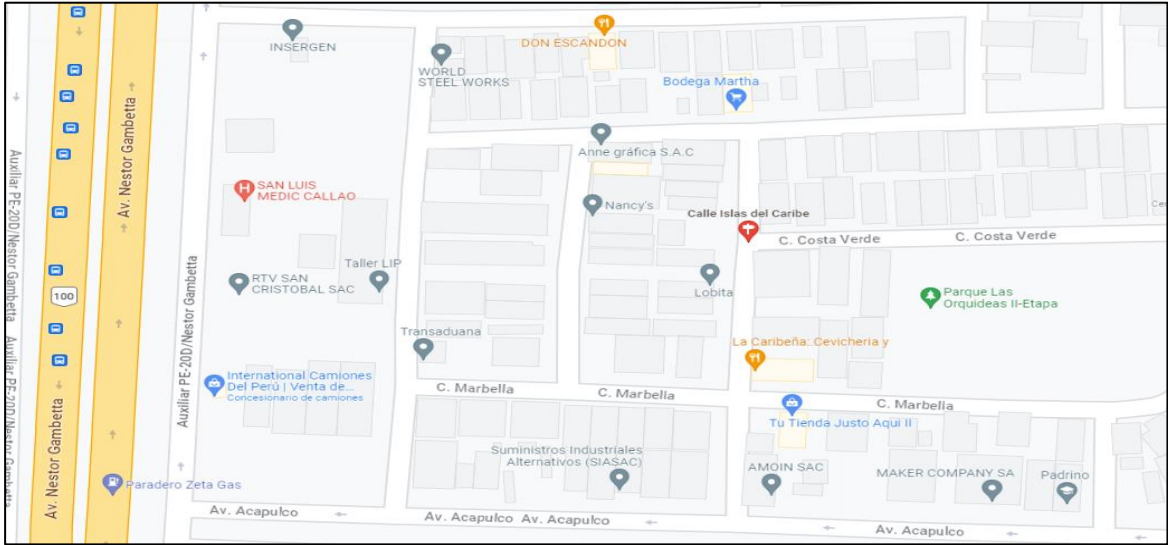 INSERGEN
DON ESCANDON
WORLD
STEEL WORKS
Bodega Martha
Anne gráfica S.A.C
SAN LUIS
MEDIC CALLAO
Nancy's
Calle Islas del Caribe
C. Costa Verde
C. Costa Verde
Taller LIP
RTV SAN
CRISTOBAL SAC
Lobita
Parque Las
Orquideas II-Etapa
100
Transaduana
La Caribeña: Cevicheria y
International Camiones
Del Perú | Venta de...
Concesionario de camiones
C. Marbella
C. Marbella
C. Marbella
Tu Tienda Justo Aqui II
Suministros Industriales
Alternativos (SIASAC)
AMOIN SAC
MAKER COMPANY SA
Padrino
Paradero Zeta Gas
Av. Acapulco
Av. Acapulco
Av. Acapulco
Av. Acapulco
Av. Nestor Gambetta
Av. Nestor Gambetta
Auxiliar PE-20D/Nestor Gambetta
Auxiliar PE-20D/Nestor Gambetta
Auxiliar PE-20D/Nestor Gambetta